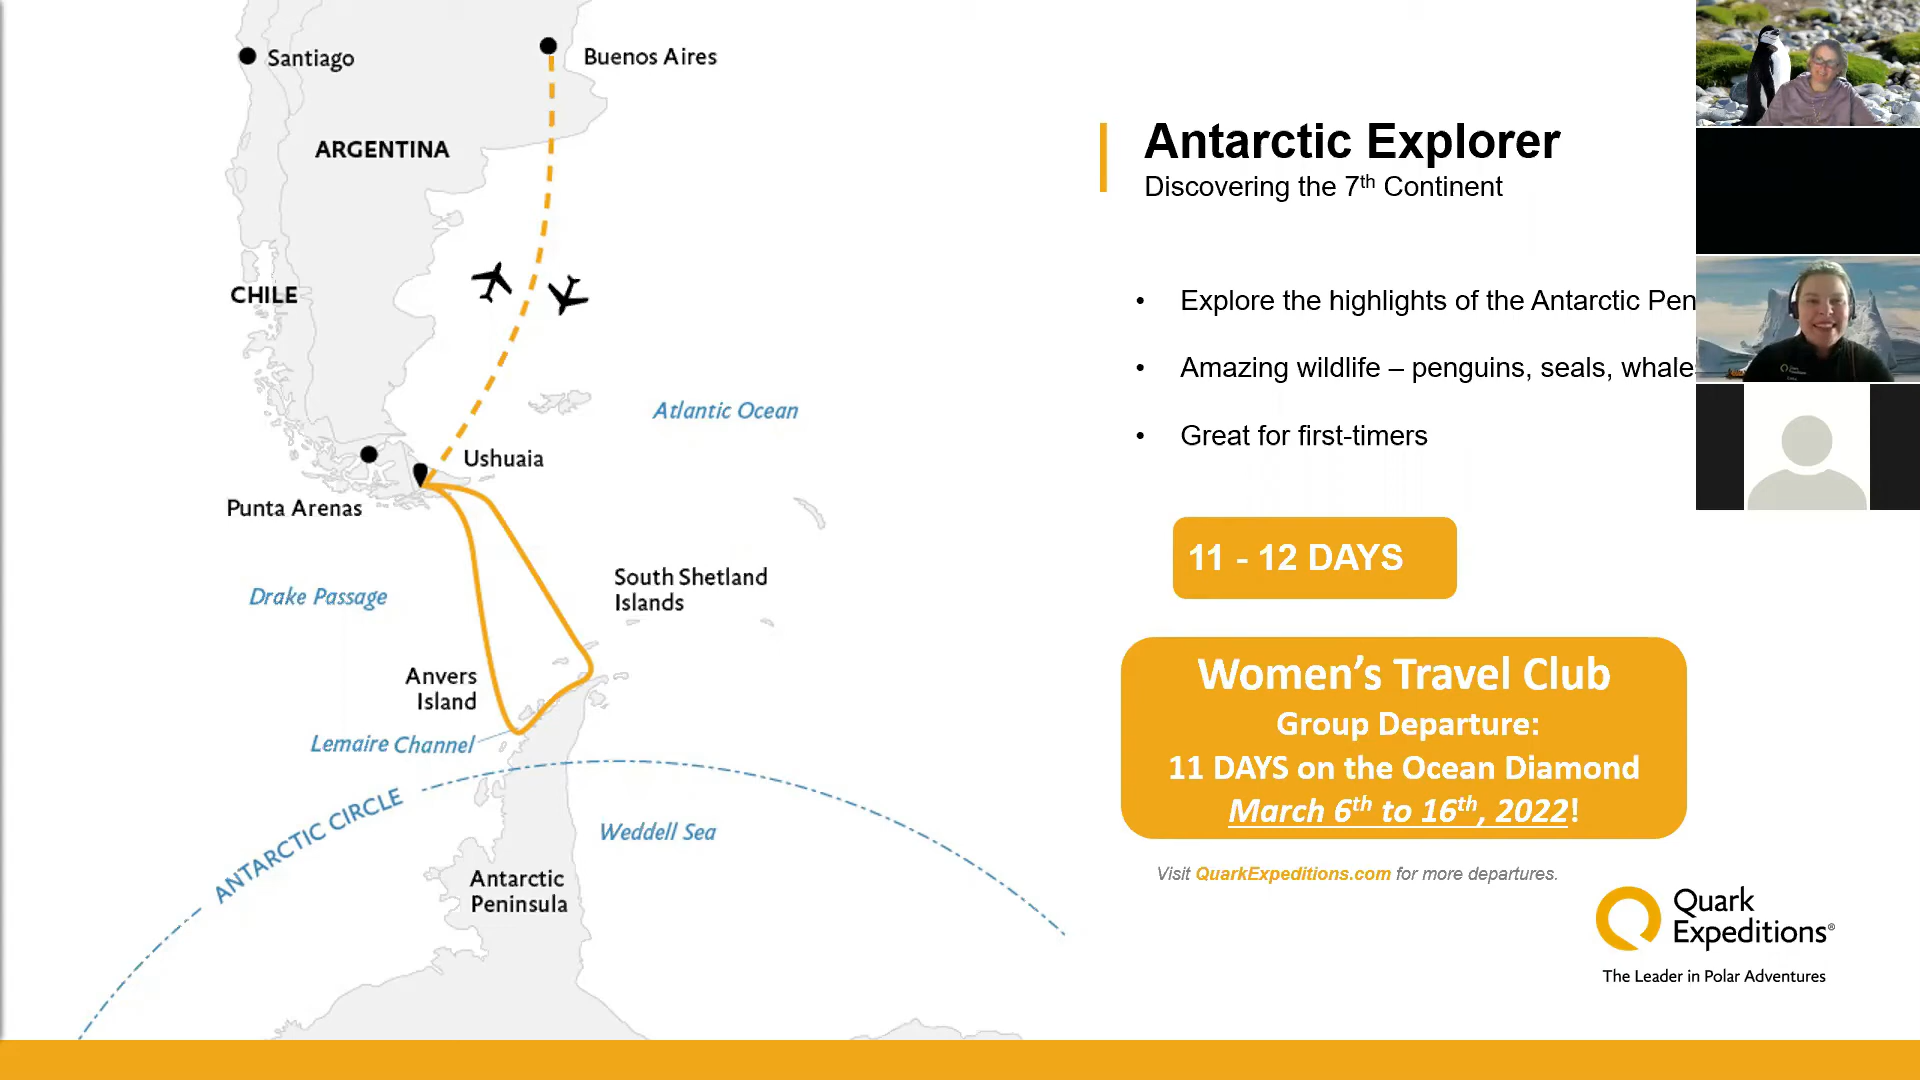 Santiago
Buenos Aires
ARGENTINA
CHILE
Atlantic Ocean
Ushuaia
Punta Arenas
Drake Passage
South Shetland
Islands
Anvers
Island
Lemaire Channel
ANTARCTIC CIRCLE
Weddell Sea
Antarctic
Peninsula
Antarctic Explorer
Discovering the 7th Continent
• Explore the highlights of the Antarctic Pen
• Amazing wildlife – penguins, seals, whale
• Great for first-timers
11 - 12 DAYS
Women's Travel Club
Group Departure:
11 DAYS on the Ocean Diamond
March 6th to 16th, 2022!
Visit QuarkExpeditions.com for more departures.
Quark
Expeditions®
The Leader in Polar Adventures